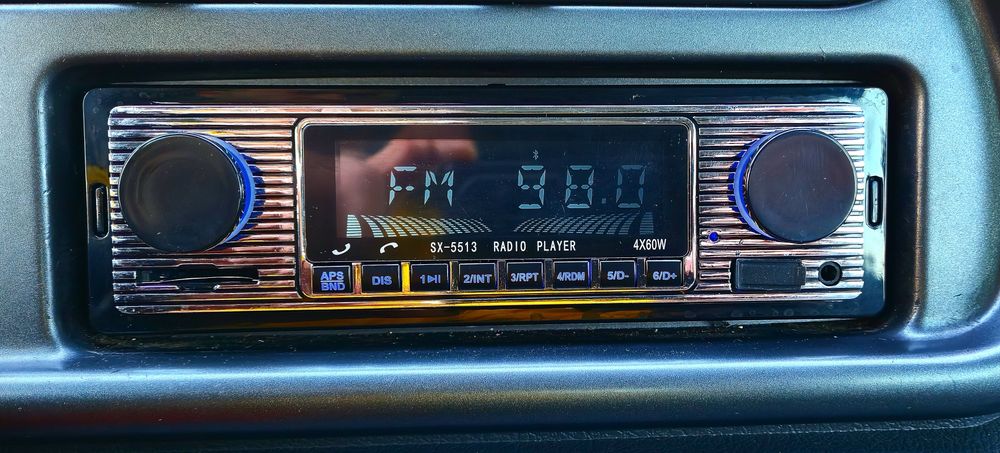 FM 98.0
SX-5513 RADIO PLAYER 4X60W
APS
BND
DIS
1▶II
2/INT
3/RPT
4/RDM
5/D-
6/D+